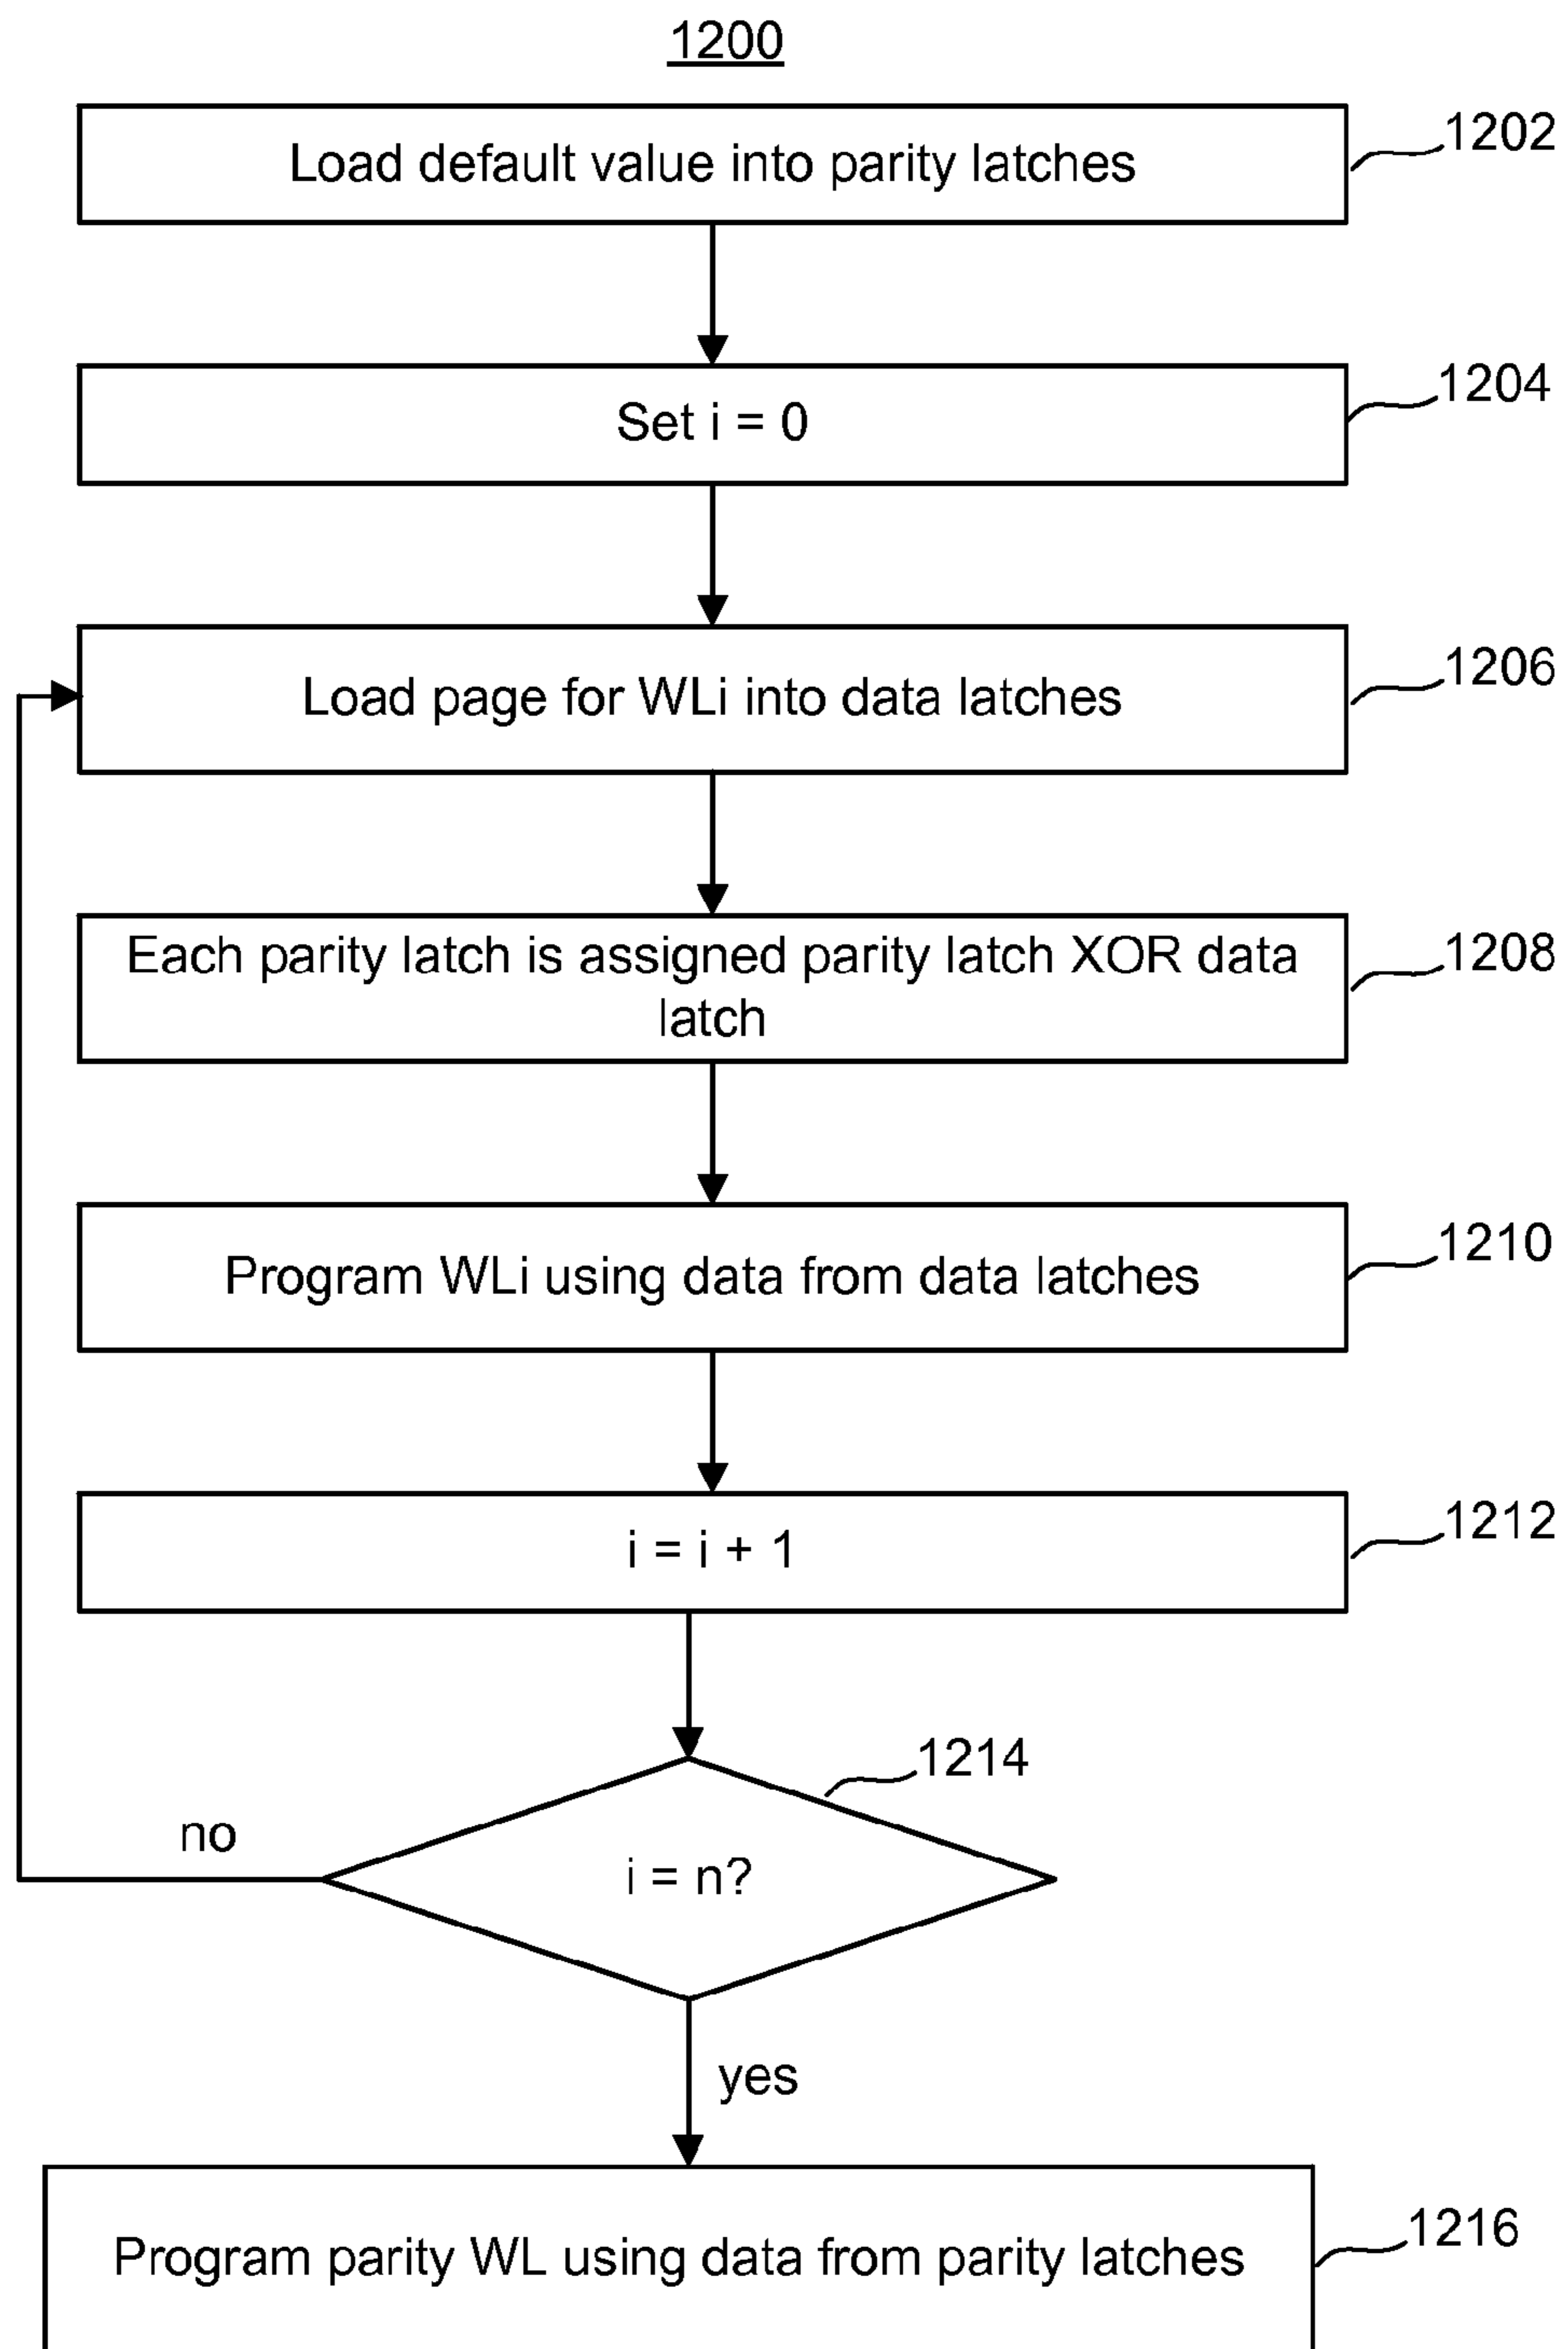 1200
Load default value into parity latches
1202
Set i = 0
1204
Load page for WLi into data latches
1206
Each parity latch is assigned parity latch XOR data
latch
1208
Program WLi using data from data latches
1210
i = i + 1
1212
1214
i = n?
no
yes
Program parity WL using data from parity latches
1216